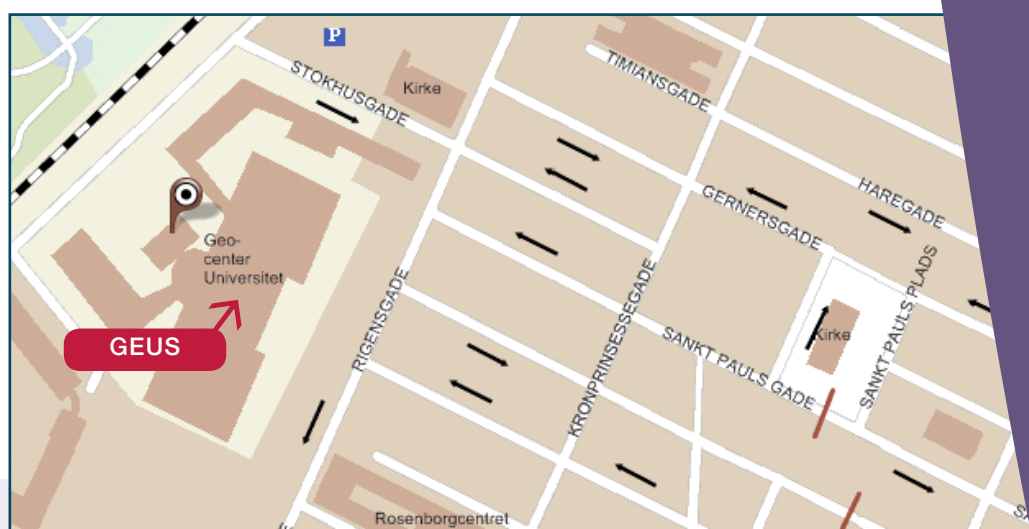 P
STOKHUSGADE
Kirke
TIMIANSGADE
GERNERSGADE
HAREGADE
Geo-
center
Universitet
GEUS
RIGENSGADE
KRONPRINSESSEGADE
SANKT PAULS GADE
Kirke
SANKT PAULS PLADS
Rosenborgcentret